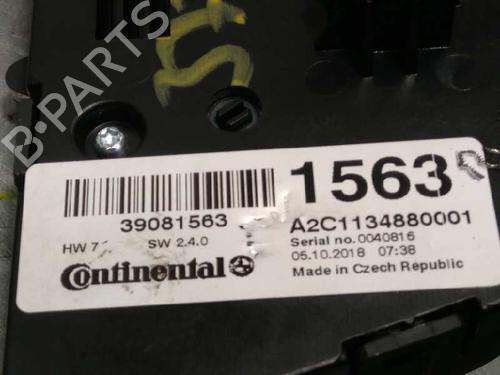 B-PARTS
1563
39081563
A2C1134880001
HW SW 2.4.0
Serial no.0040816
05.10.2018 07:38
Continental
Made in Czech Republic